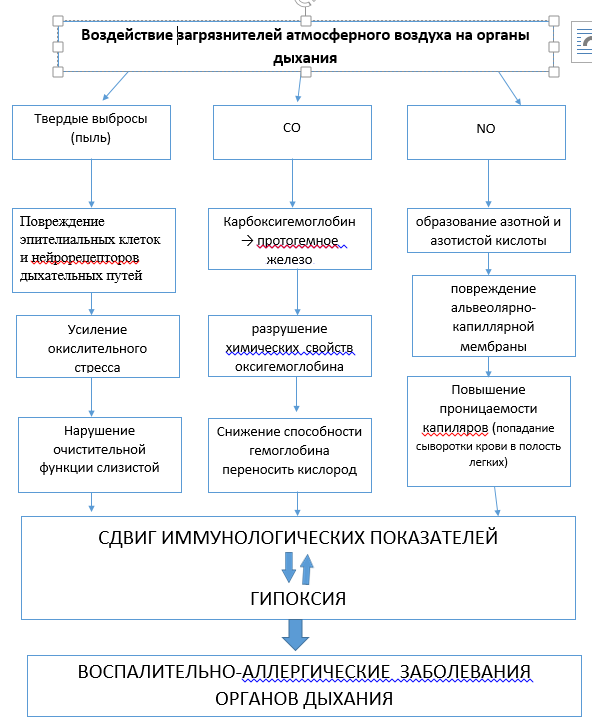 Воздействие загрязнителей атмосферного воздуха на органы
дыхания
Твердые выбросы
(пыль)
СО
NO
Повреждение
эпителиальных клеток
и нейрорецепторов
дыхательных путей
Карбоксигемоглобин
→ протогемное
железо
образование азотной и
азотистой кислоты
Усиление
окислительного
стресса
разрушение
химических свойств
оксигемоглобина
повреждение
альвеолярно-
капиллярной
мембраны
Нарушение
очистительной
функции слизистой
Снижение способности
гемоглобина
переносить кислород
Повышение
проницаемости
капиляров (попадание
сыворотки крови в полость
легких)
СДВИГ ИММУНОЛОГИЧЕСКИХ ПОКАЗАТЕЛЕЙ
ГИПОКСИЯ
ВОСПАЛИТЕЛЬНО-АЛЛЕРГИЧЕСКИЕ ЗАБОЛЕВАНИЯ
ОРГАНОВ ДЫХАНИЯ